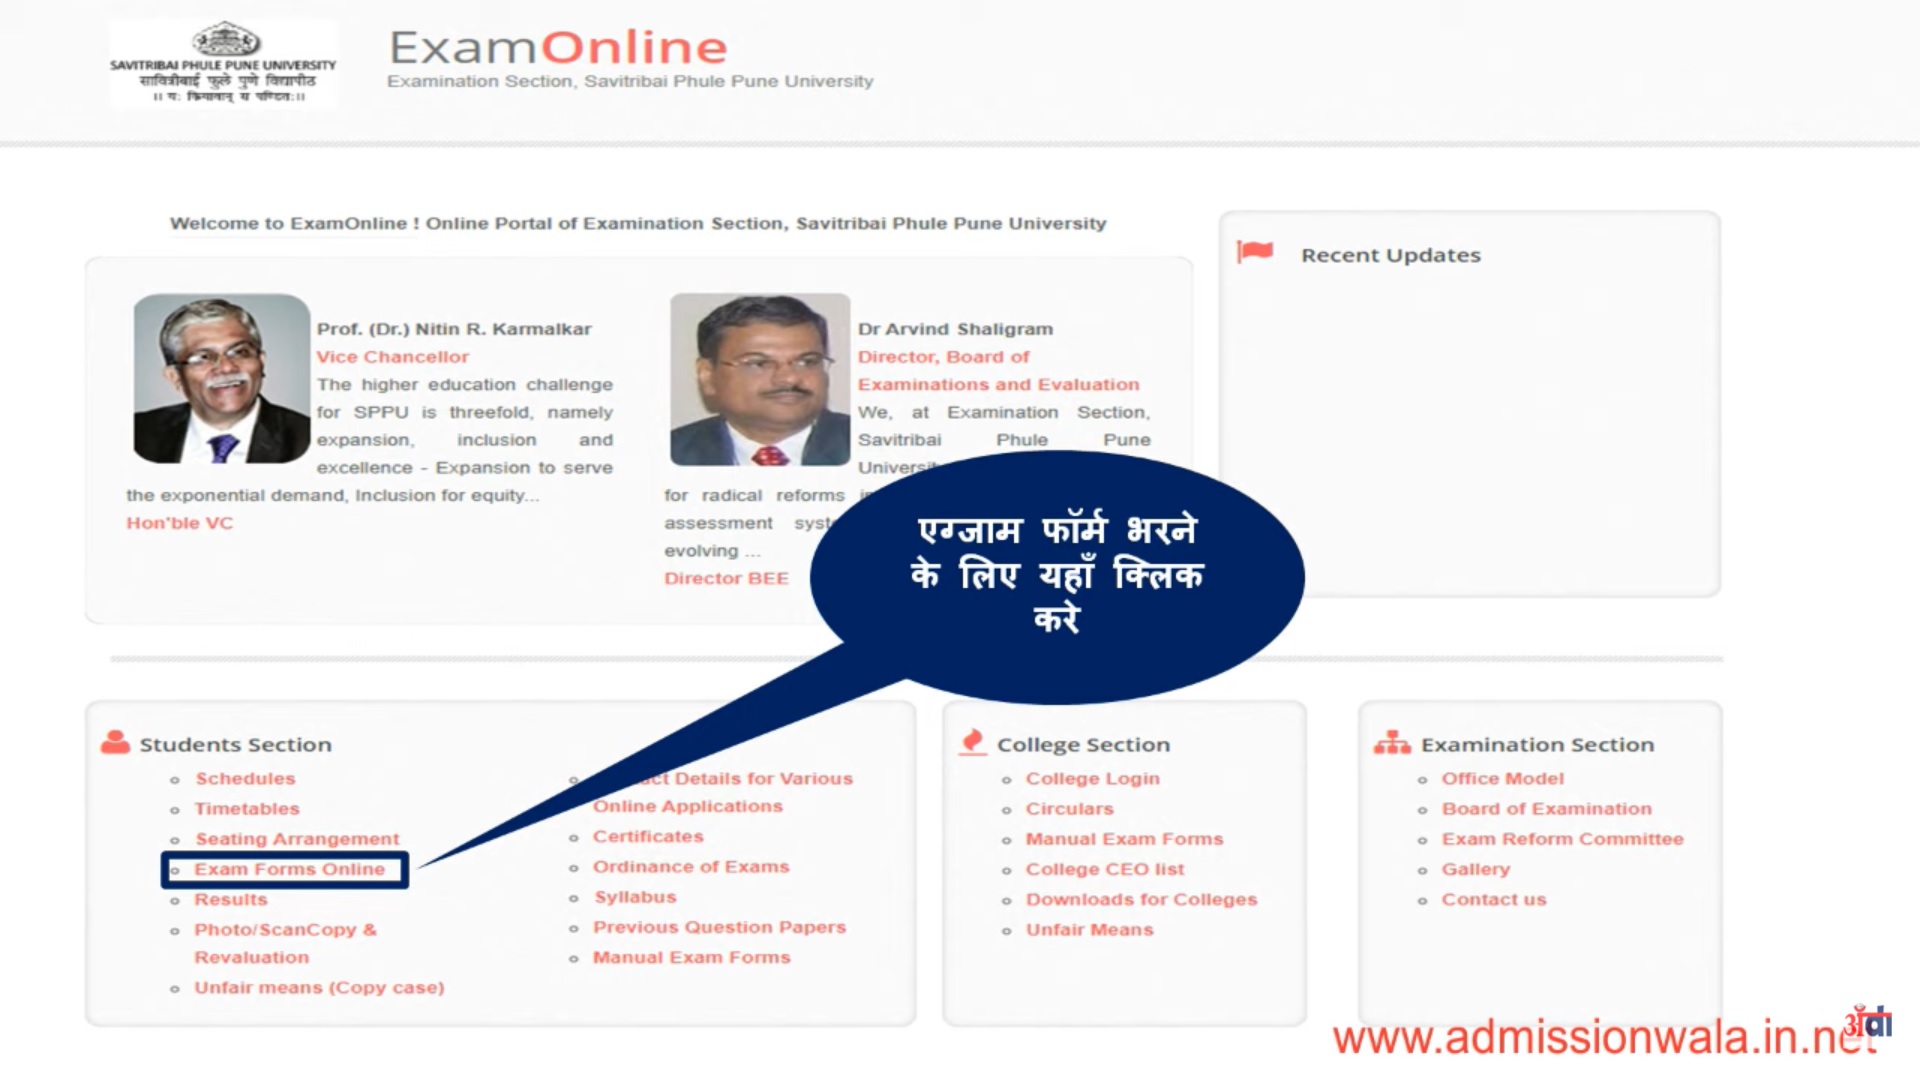 SAVITRIBAI PHULE PUNE UNIVERSITY
सावित्रीबाई फुले पुणे विद्यापीठ
॥ यः क्रियावान् स पण्डितः॥
ExamOnline
Examination Section, Savitribai Phule Pune University
Welcome to ExamOnline ! Online Portal of Examination Section, Savitribai Phule Pune University
Prof. (Dr.) Nitin R. Karmalkar
Vice Chancellor
The higher education challenge
for SPPU is threefold, namely
expansion, inclusion and
excellence - Expansion to serve
the exponential demand, Inclusion for equity...
Hon'ble VC
Dr Arvind Shaligram
Director, Board of
Examinations and Evaluation
We, at Examination Section,
Savitribai Phule Pune
for radical reforms
assessment
evolving ...
Director BEE
Recent Updates
एग्जाम फॉर्म भरने
के लिए यहाँ क्लिक
करे
Students Section
Schedules
Timetables
Seating Arrangement
Exam Forms Online
Results
Photo/ScanCopy &
Revaluation
Unfair means (Copy case)
Details for Various
Online Applications
Certificates
Ordinance of Exams
Syllabus
Previous Question Papers
Manual Exam Forms
College Section
College Login
Circulars
Manual Exam Forms
College CEO list
Downloads for Colleges
Unfair Means
Examination Section
Office Model
Board of Examination
Exam Reform Committee
Gallery
Contact us
www.admissionwala.in.net